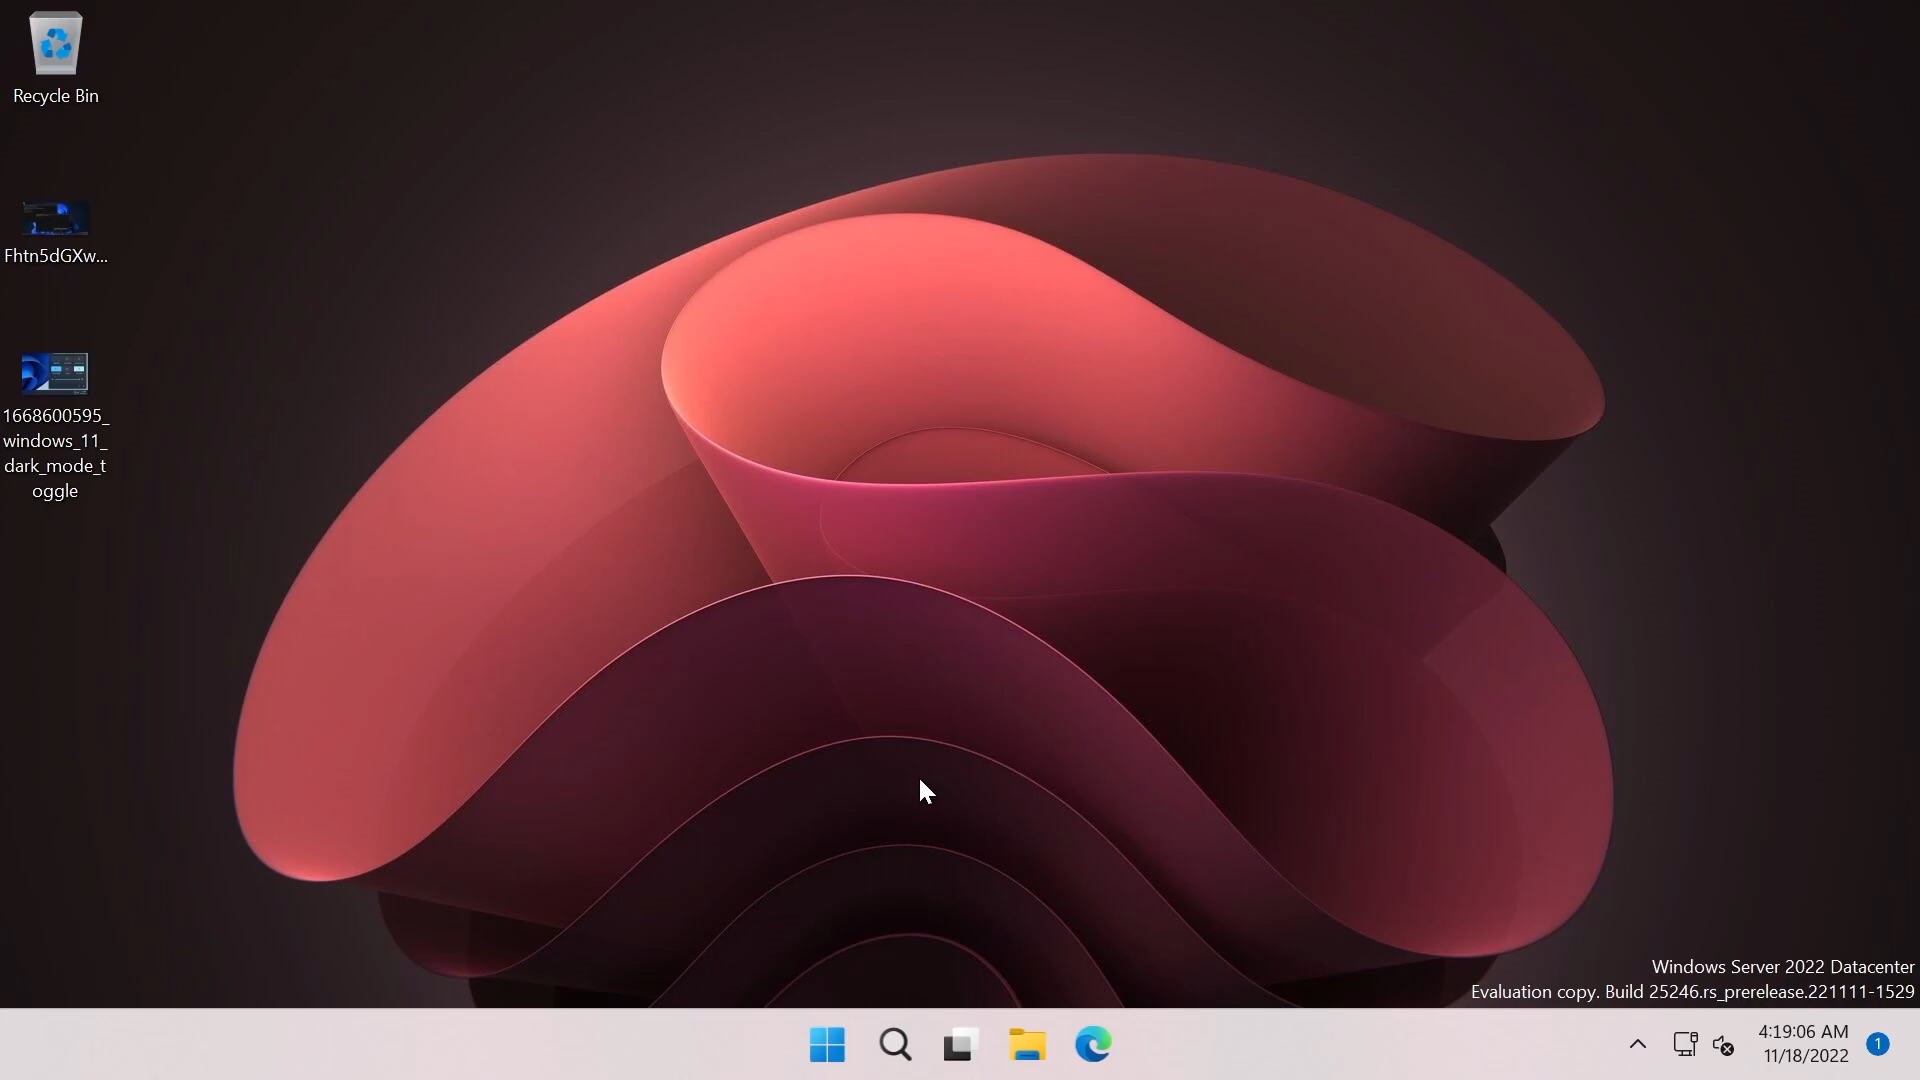 Recycle Bin
Fhtn5dGXw...
1668600595_
windows_11_
dark_mode_t
oggle
Windows Server 2022 Datacenter
Evaluation copy. Build 25246.rs_prerelease.221111-1529
4:19:06 AM
11/18/2022
1